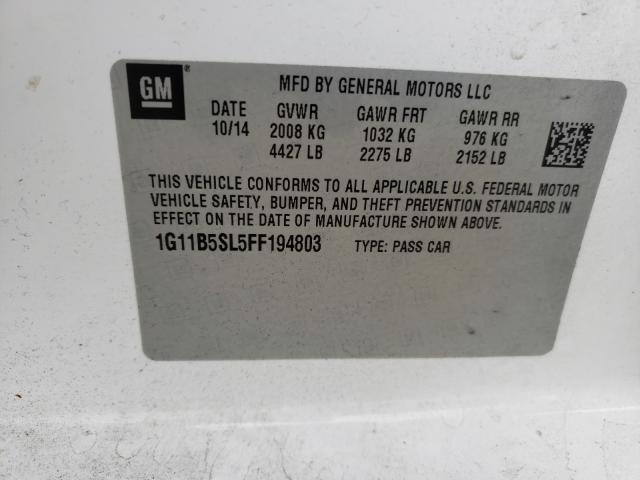 GM ®
MFD BY GENERAL MOTORS LLC
DATE GVWR GAWR FRT GAWR RR
10/14 2008 KG 1032 KG 976 KG
4427 LB 2275 LB 2152 LB
THIS VEHICLE CONFORMS TO ALL APPLICABLE U.S. FEDERAL MOTOR
VEHICLE SAFETY, BUMPER, AND THEFT PREVENTION STANDARDS IN
EFFECT ON THE DATE OF MANUFACTURE SHOWN ABOVE.
1G11B5SL5FF194803 TYPE: PASS CAR